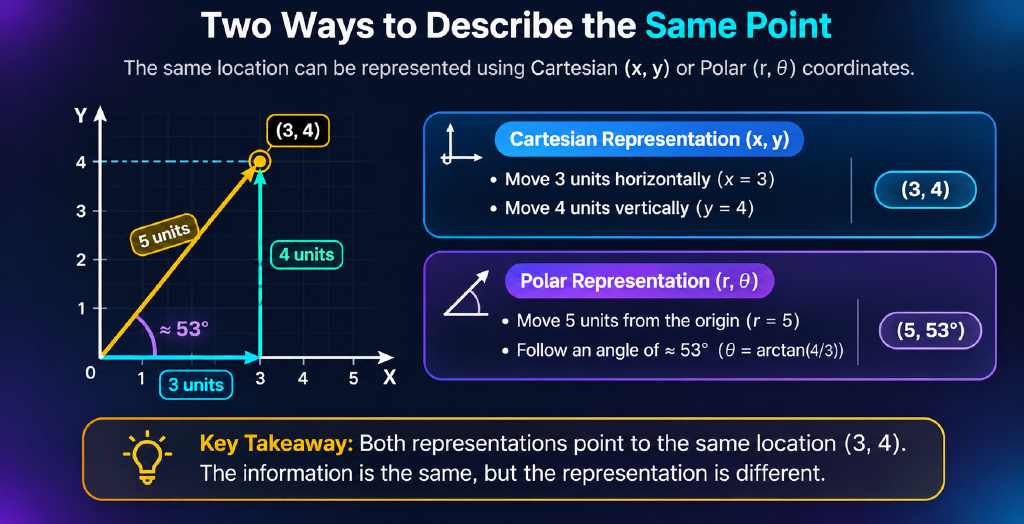 Two Ways to Describe the Same Point
The same location can be represented using Cartesian (x, y) or Polar (r, θ) coordinates.
Y
(3, 4)
4
3
2
1
5 units
4 units
≈ 53°
0
1
3
4
5
X
3 units
Cartesian Representation (x, y)
• Move 3 units horizontally (x = 3)
• Move 4 units vertically (y = 4)
(3, 4)
Polar Representation (r, θ)
• Move 5 units from the origin (r = 5)
• Follow an angle of ≈ 53° (θ = arctan(4/3))
(5, 53°)
Key Takeaway: Both representations point to the same location (3, 4).
The information is the same, but the representation is different.